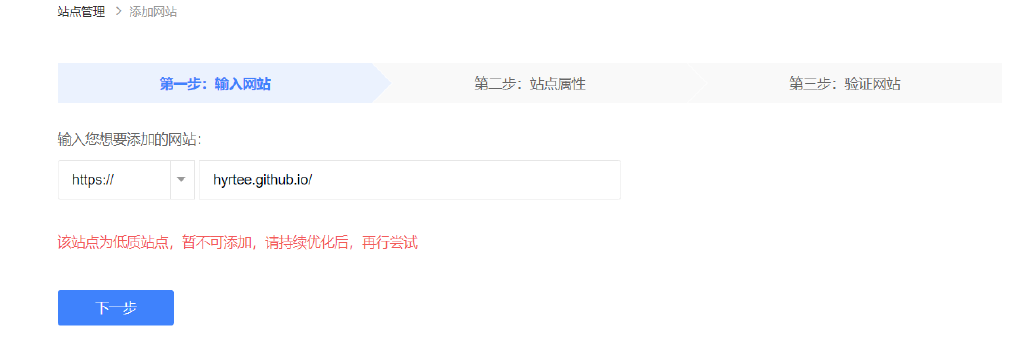 站点管理 > 添加网站
第一步：输入网站 第二步：站点属性 第三步：验证网站
输入您想要添加的网站：
https:// hyrtee.github.io/
该站点为低质站点，暂不可添加，请持续优化后，再行尝试
下一步